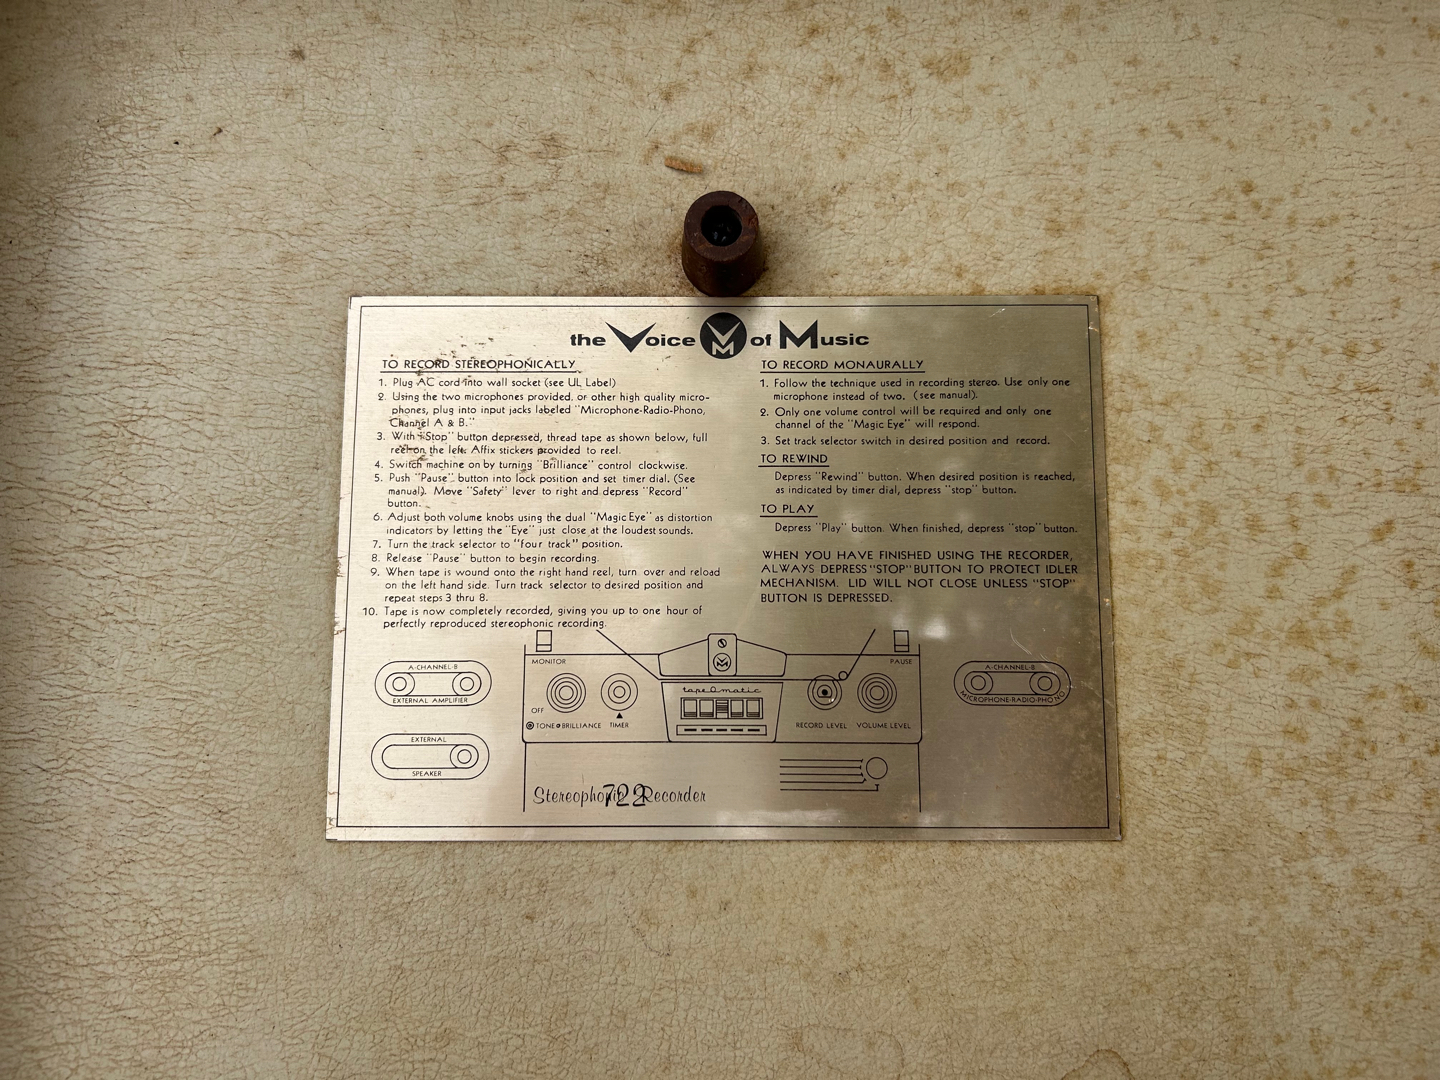 the Voice VM of Music
TO RECORD STEREOPHONICALLY
1. Plug AC cord into wall socket (see UL Label)
2. Using the two microphones provided, or other high quality micro-
phones, plug into input jacks labeled "Microphone-Radio-Phono,
Channel A & B."
3. With "Stop" button depressed, thread tape as shown below, full
reel on the left. Affix stickers provided to reel.
4. Switch machine on by turning "Brilliance" control clockwise.
5. Push "Pause" button into lock position and set timer dial. (See
manual). Move "Safety" lever to right and depress "Record"
button.
6. Adjust both volume knobs using the dual "Magic Eye" as distortion
indicators by letting the "Eye" just close at the loudest sounds.
7. Turn the track selector to "four track" position.
8. Release "Pause" button to begin recording.
9. When tape is wound onto the right hand reel, turn over and reload
on the left hand side. Turn track selector to desired position and
repeat steps 3 thru 8.
10. Tape is now completely recorded, giving you up to one hour of
perfectly reproduced stereophonic recording.
TO RECORD MONAURALLY
1. Follow the technique used in recording stereo. Use only one
microphone instead of two. (see manual).
2. Only one volume control will be required and only one
channel of the "Magic Eye" will respond.
3. Set track selector switch in desired position and record.
TO REWIND
Depress "Rewind" button. When desired position is reached,
as indicated by timer dial, depress "stop" button.
TO PLAY
Depress "Play" button. When finished, depress "stop" button.
WHEN YOU HAVE FINISHED USING THE RECORDER,
ALWAYS DEPRESS "STOP" BUTTON TO PROTECT IDLER
MECHANISM. LID WILL NOT CLOSE UNLESS "STOP"
BUTTON IS DEPRESSED.
A-CHANNEL-B
EXTERNAL AMPLIFIER
EXTERNAL
SPEAKER
MONITOR
PAUSE
VM
tape-o-matic
OFF
TONE BRILLIANCE
TIMER
RECORD LEVEL
VOLUME LEVEL
A-CHANNEL-B
MICROPHONE-RADIO-PHONO
Stereophonic Recorder
722